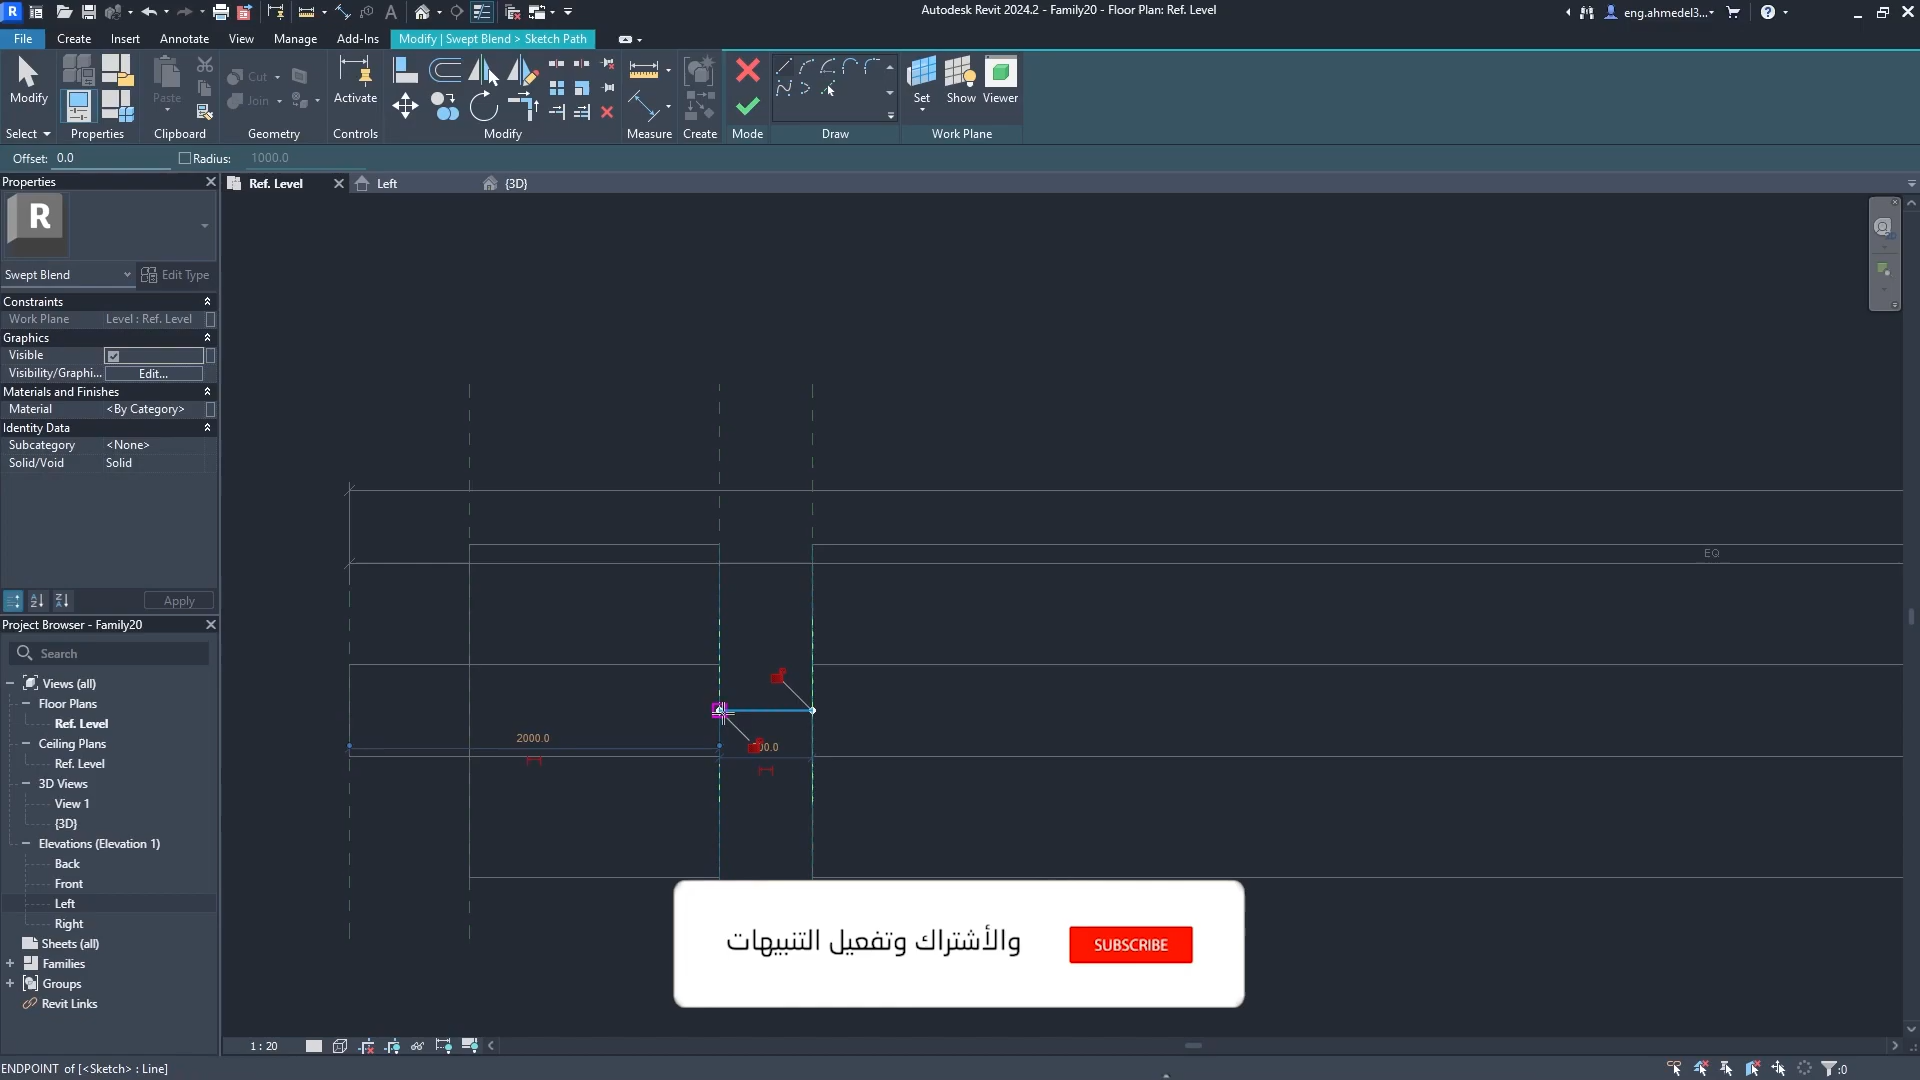 Autodesk Revit 2024.2 - Family20 - Floor Plan: Ref. Level
eng.ahmedel3...
File
Create
Insert
Annotate
View
Manage
Add-Ins
Modify | Swept Blend > Sketch Path
Modify
Paste
Cut
Join
Activate
Set
Show
Viewer
Select
Properties
Clipboard
Geometry
Controls
Modify
Measure
Create
Mode
Draw
Work Plane
Offset: 0.0
Radius: 1000.0
Properties
Ref. Level
Left
{3D}
R
Swept Blend
Edit Type
Constraints
Work Plane Level : Ref. Level
Graphics
Visible
Visibility/Graphi... Edit...
Materials and Finishes
Material <By Category>
Identity Data
Subcategory <None>
Solid/Void Solid
Apply
Project Browser - Family20
Search
Views (all)
Floor Plans
Ref. Level
Ceiling Plans
Ref. Level
3D Views
View 1
{3D}
Elevations (Elevation 1)
Back
Front
Left
Right
Sheets (all)
Families
Groups
Revit Links
EQ
2000.0
والأشتراك وتفعيل التنبيهات
SUBSCRIBE
1 : 20
ENDPOINT of [<Sketch> : Line]
:0